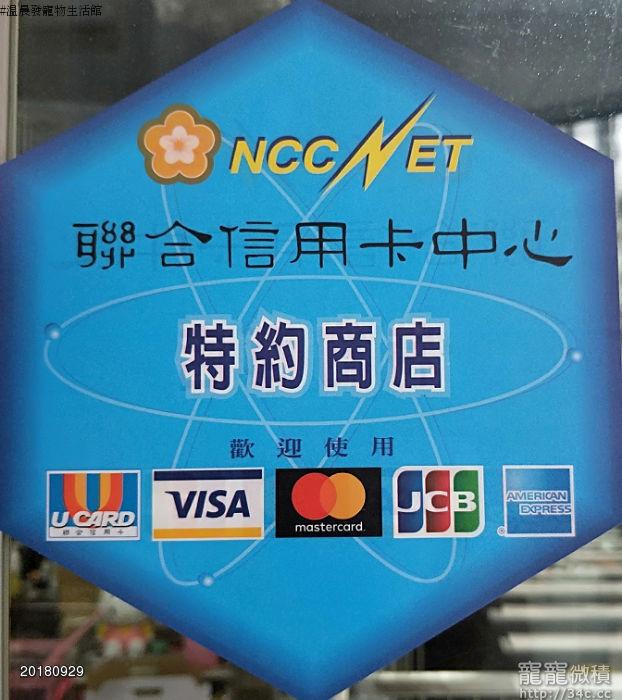 #溫晨發寵物生活館
NCCNET
聯合信用卡中心
特約商店
歡迎使用
U CARD
聯合信用卡
VISA
mastercard
JCB
AMERICAN EXPRESS
20180929
寵寵微積
http://34c.cc